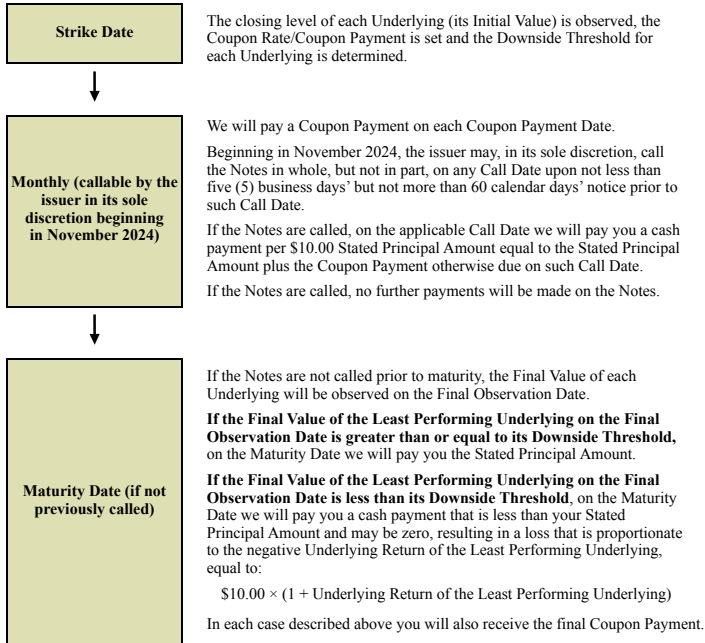 Strike Date
The closing level of each Underlying (its Initial Value) is observed, the
Coupon Rate/Coupon Payment is set and the Downside Threshold for
each Underlying is determined.
Monthly (callable by the
issuer in its sole
discretion beginning
in November 2024)
We will pay a Coupon Payment on each Coupon Payment Date.
Beginning in November 2024, the issuer may, in its sole discretion, call
the Notes in whole, but not in part, on any Call Date upon not less than
five (5) business days’ but not more than 60 calendar days’ notice prior to
such Call Date.
If the Notes are called, on the applicable Call Date we will pay you a cash
payment per $10.00 Stated Principal Amount equal to the Stated Principal
Amount plus the Coupon Payment otherwise due on such Call Date.
If the Notes are called, no further payments will be made on the Notes.
Maturity Date (if not
previously called)
If the Notes are not called prior to maturity, the Final Value of each
Underlying will be observed on the Final Observation Date.
If the Final Value of the Least Performing Underlying on the Final
Observation Date is greater than or equal to its Downside Threshold,
on the Maturity Date we will pay you the Stated Principal Amount.
If the Final Value of the Least Performing Underlying on the Final
Observation Date is less than its Downside Threshold, on the Maturity
Date we will pay you a cash payment that is less than your Stated
Principal Amount and may be zero, resulting in a loss that is proportionate
to the negative Underlying Return of the Least Performing Underlying,
equal to:
$10.00 × (1 + Underlying Return of the Least Performing Underlying)
In each case described above you will also receive the final Coupon Payment.